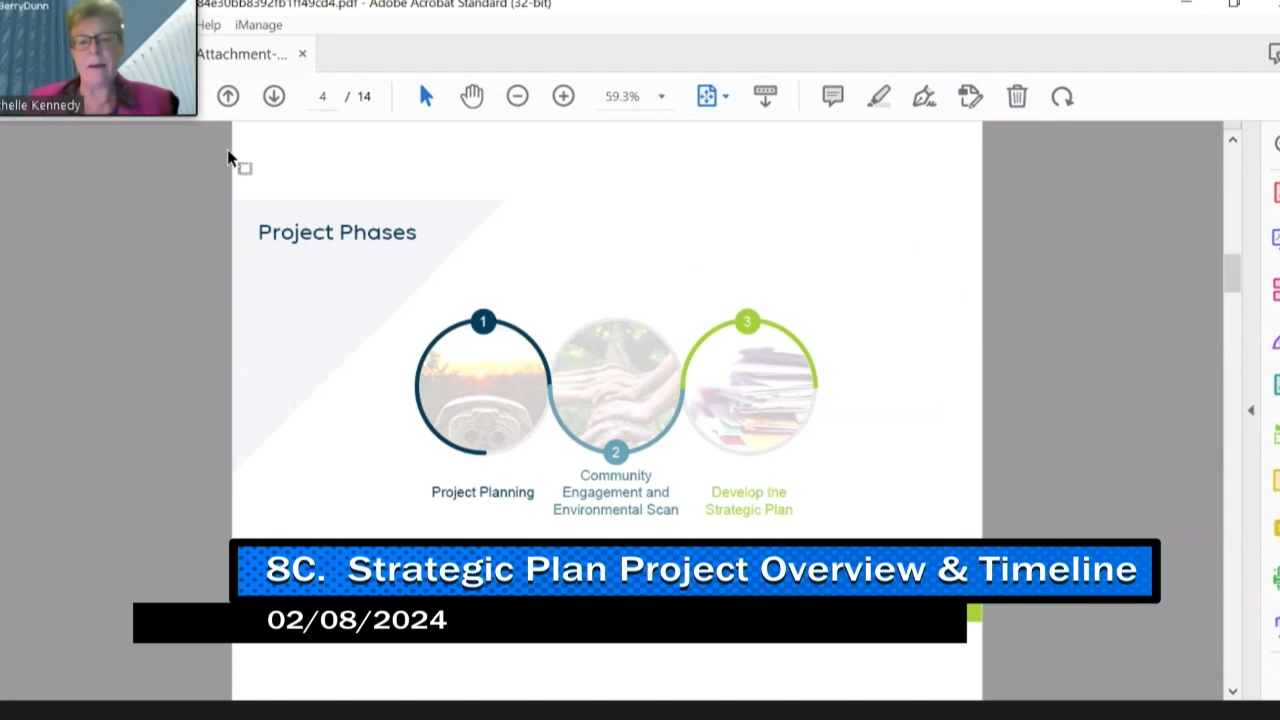 BerryDunn
helle Kennedy
84e30bb8392fb1ff49cd4.pdf - Adobe Acrobat Standard (32-bit)
Help iManage
Attachment-... ×
4 / 14
59.3%
Project Phases
1
3
2
Project Planning
Community
Engagement and
Environmental Scan
Develop the
Strategic Plan
8C. Strategic Plan Project Overview & Timeline
02/08/2024